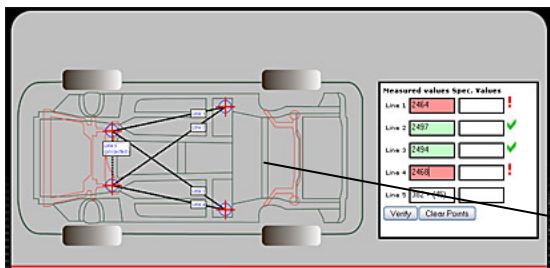 Measured values Spec. Values
Line 1 2464
Line 2 2497
Line 3 2494
Line 4 2468
Line 5
Verify Clear Points